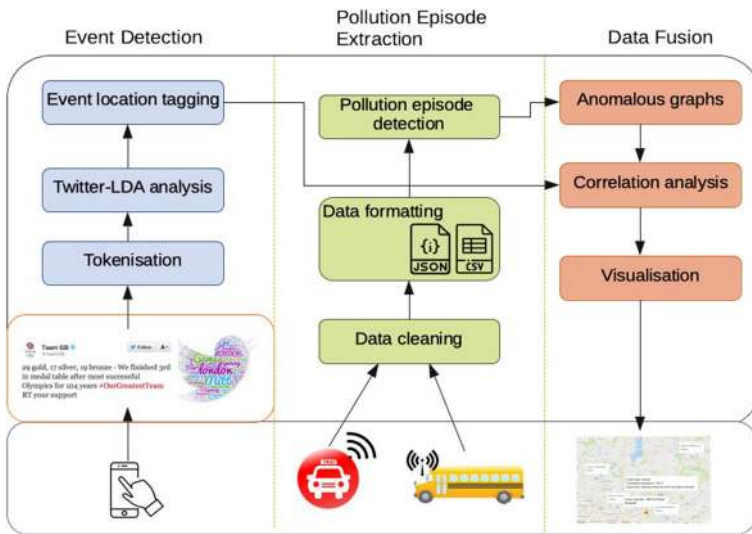 Event Detection
Pollution Episode
Extraction
Data Fusion
Event location tagging
Twitter-LDA analysis
Tokenisation
Team GB
Follow
29 gold, 17 silver, 19 bronze - We finished 3rd
in medal table after most successful
Olympics for 104 years #OurGreatestTeam
RT your support
london
Pollution episode
detection
Data formatting
{i}
JSON
CSV
Data cleaning
Anomalous graphs
Correlation analysis
Visualisation